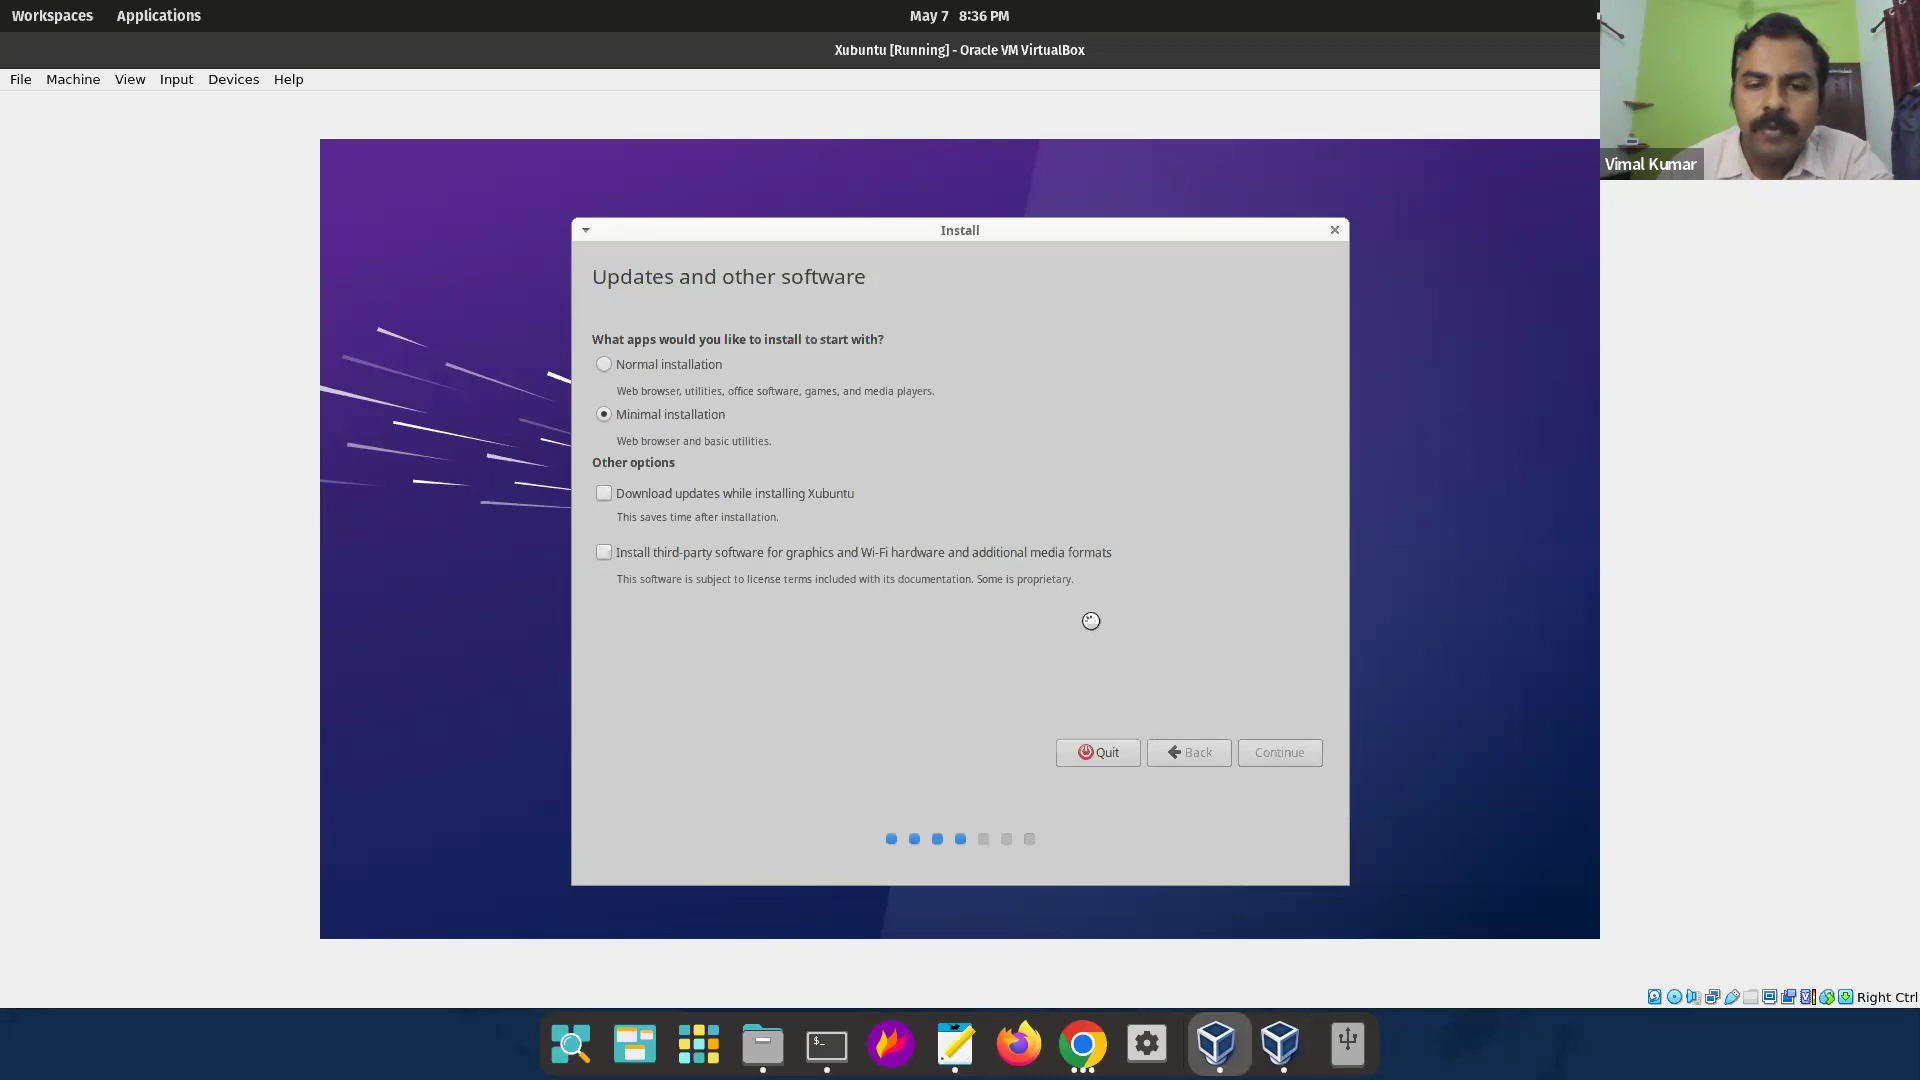 Workspaces Applications May 7 8:36 PM
Xubuntu [Running] - Oracle VM VirtualBox
File Machine View Input Devices Help
Vimal Kumar
Install
Updates and other software
What apps would you like to install to start with?
Normal installation
Web browser, utilities, office software, games, and media players.
Minimal installation
Web browser and basic utilities.
Other options
Download updates while installing Xubuntu
This saves time after installation.
Install third-party software for graphics and Wi-Fi hardware and additional media formats
This software is subject to license terms included with its documentation. Some is proprietary.
Quit Back Continue
Right Ctrl
$_